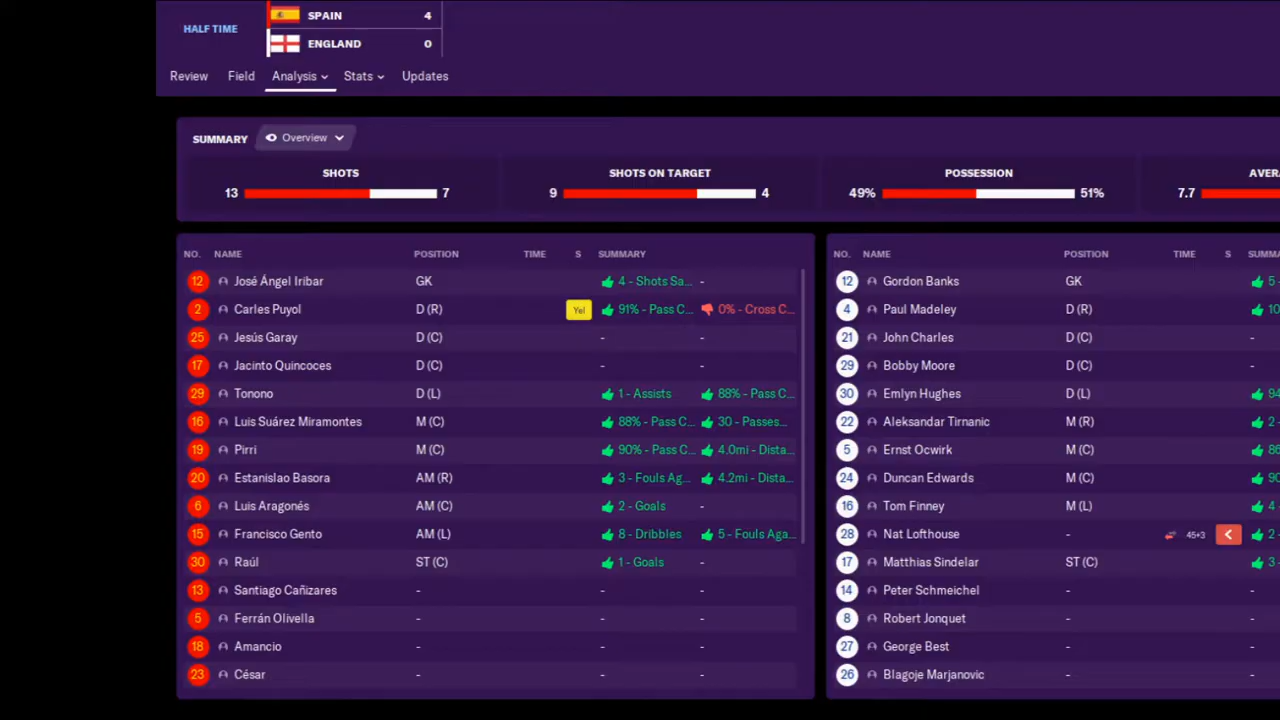 HALF TIME
SPAIN 4
ENGLAND 0
Review Field Analysis Stats Updates
SUMMARY Overview
SHOTS SHOTS ON TARGET POSSESSION
13 7 9 4 49% 51% 7.7
NO. NAME POSITION TIME S SUMMARY NO. NAME POSITION TIME S
12 José Ángel Iribar GK 4 - Shots Sa... - 12 Gordon Banks GK 5 -
2 Carles Puyol D (R) Yel 91% - Pass C... 0% - Cross C... 4 Paul Madeley D (R)
25 Jesús Garay D (C) - - 21 John Charles D (C) -
17 Jacinto Quincoces D (C) - - 29 Bobby Moore D (C) -
29 Tonono D (L) 1 - Assists 88% - Pass C... 30 Emlyn Hughes D (L)
16 Luis Suárez Miramontes M (C) 88% - Pass C... 30 - Passes... 22 Aleksandar Tirnanic M (R) 2 -
19 Pirri M (C) 90% - Pass C... 4.0mi - Dista... 5 Ernst Ocwirk M (C)
20 Estanislao Basora AM (R) 3 - Fouls Ag... 4.2mi - Dista... 24 Duncan Edwards M (C)
6 Luis Aragonés AM (C) 2 - Goals - 16 Tom Finney M (L) 4 -
15 Francisco Gento AM (L) 8 - Dribbles 5 - Fouls Aga... 28 Nat Lofthouse - 45+3 2 -
30 Raúl ST (C) 1 - Goals - 17 Matthias Sindelar ST (C) 3 -
13 Santiago Cañizares - - - 14 Peter Schmeichel - -
5 Ferrán Olivella - - - 8 Robert Jonquet - -
18 Amancio - - - 27 George Best - -
23 César - - - 26 Blagoje Marjanovic - -